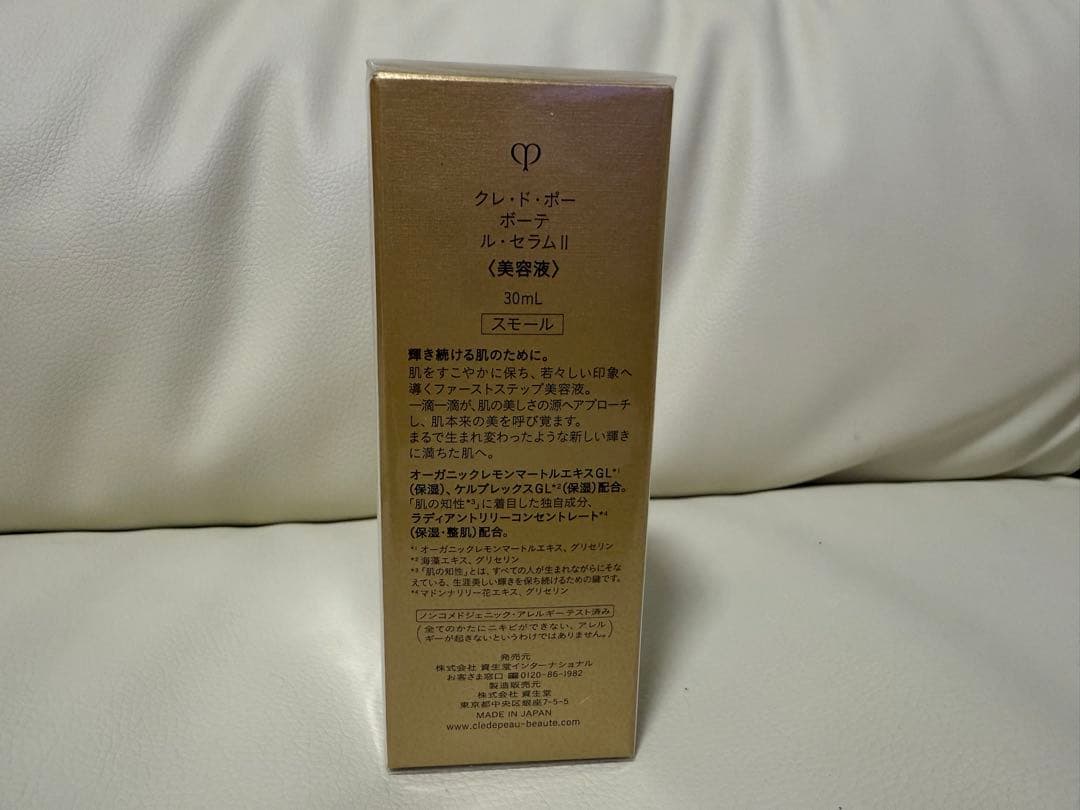 クレ・ド・ポー
ボーテ
ル・セラムⅡ
〈美容液〉
30mL
スモール
輝き続ける肌のために。
肌をすこやかに保ち、若々しい印象へ
導くファーストステップ美容液。
一滴一滴が、肌の美しさの源へアプローチ
し、肌本来の美を呼び覚ます。
まるで生まれ変わったような新しい輝き
に満ちた肌へ。
オーガニックレモンマートルエキスGL*1
(保湿)、ケルプレックスGL*2(保湿)配合。
「肌の知性*3」に着目した独自成分、
ラディアントリリーコンセントレート*4
(保湿・整肌)配合。
*1 オーガニックレモンマートルエキス、グリセリン
*2 海藻エキス、グリセリン
*3「肌の知性」とは、すべての人が生まれながらにそな
えている、生涯美しい輝きを保ち続けるための鍵です。
*4 マドンナリリー花エキス、グリセリン
ノンコメドジェニック・アレルギーテスト済み
(全てのかたにニキビができない、アレル
ギーが起きないというわけではありません。)
発売元
株式会社 資生堂インターナショナル
お客さま窓口 0120-86-1982
製造販売元
株式会社 資生堂
東京都中央区銀座7-5-5
MADE IN JAPAN
www.cledepeau-beaute.com